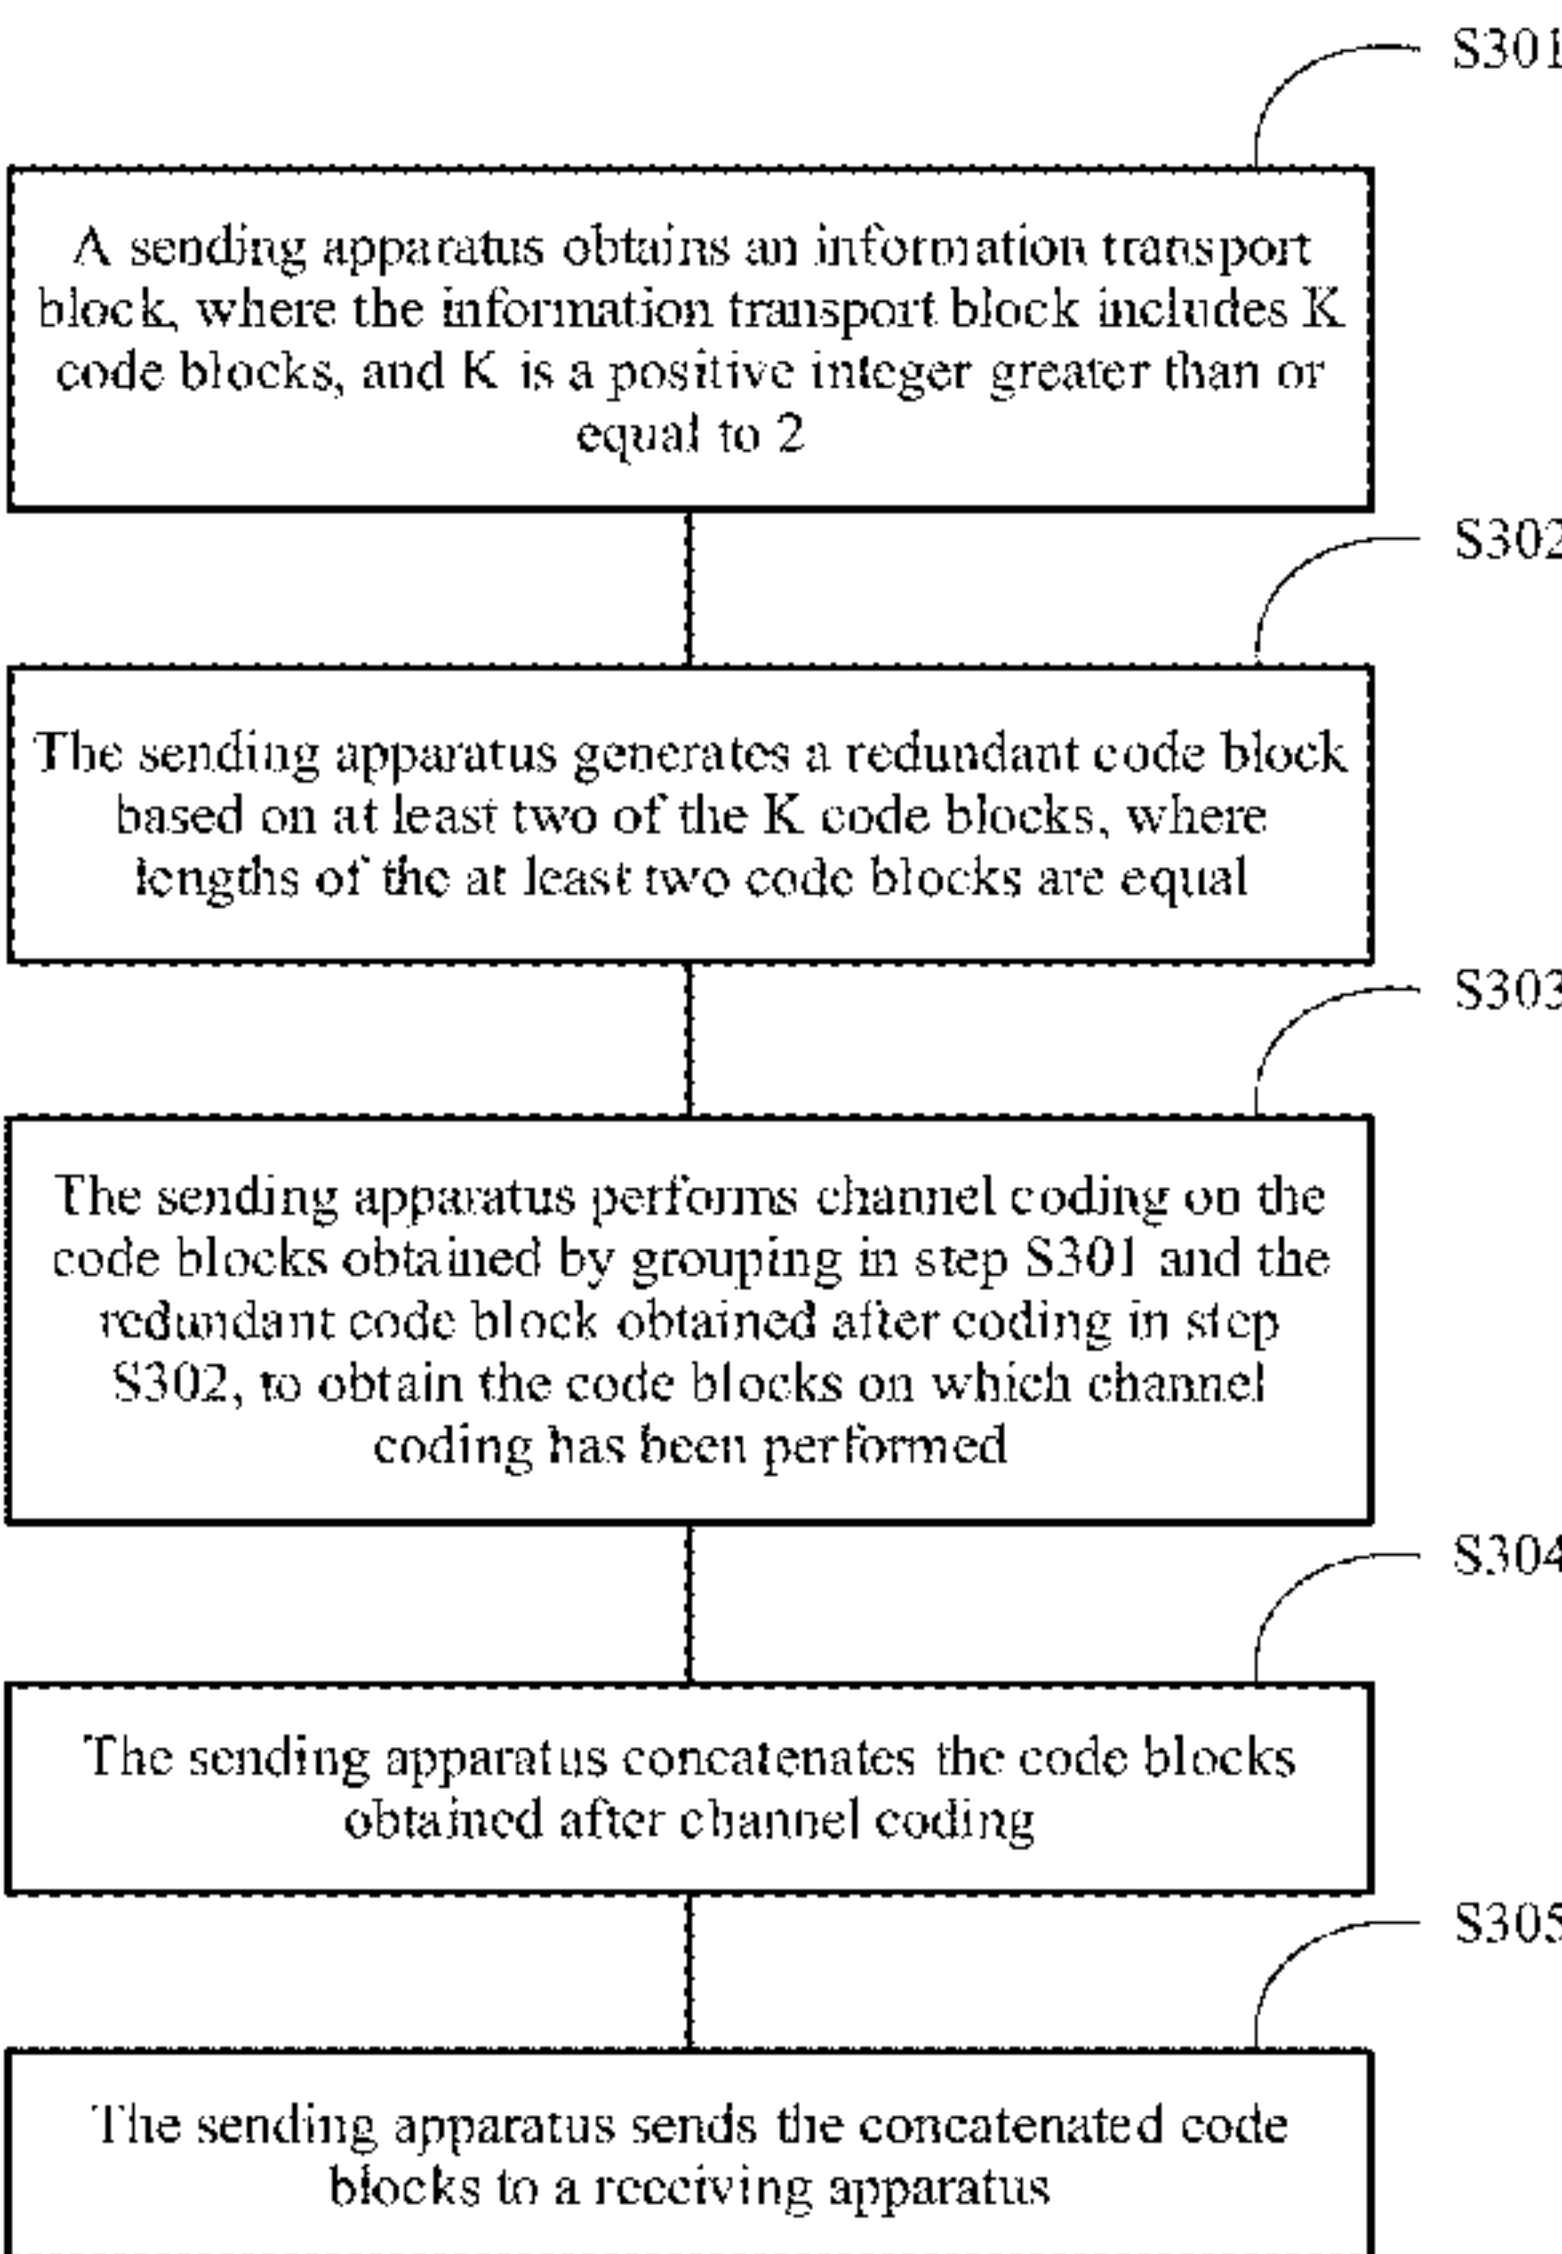 S301
A sending apparatus obtains an information transport
block, where the information transport block includes K
code blocks, and K is a positive integer greater than or
equal to 2
S302
The sending apparatus generates a redundant code block
based on at least two of the K code blocks, where
lengths of the at least two code blocks are equal
S303
The sending apparatus performs channel coding on the
code blocks obtained by grouping in step S301 and the
redundant code block obtained after coding in step
S302, to obtain the code blocks on which channel
coding has been performed
S304
The sending apparatus concatenates the code blocks
obtained after channel coding
S305
The sending apparatus sends the concatenated code
blocks to a receiving apparatus